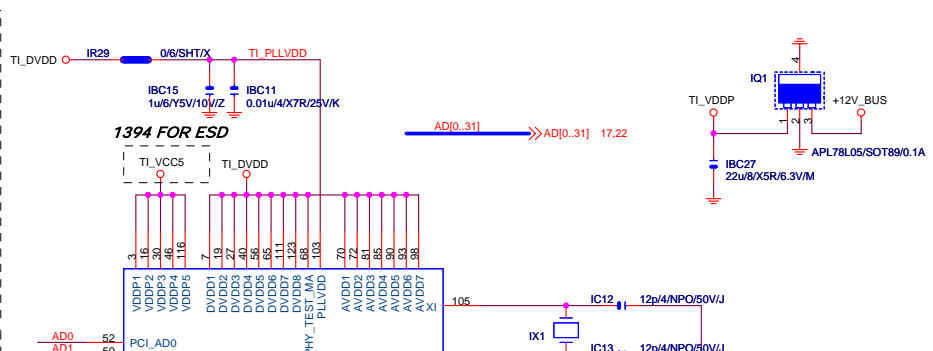 TI_DVDD
IR29
0/6/SHT/X
TI_PLLVDD
IBC15
1u/6/Y5V/10V/Z
IBC11
0.01u/4/X7R/25V/K
1394 FOR ESD
TI_VCC5
TI_DVDD
AD[0..31]
AD[0..31] 17,22
IQ1
4
TI_VDDP
+12V_BUS
1
2
3
APL78L05/SOT89/0.1A
IBC27
22u/8/X5R/6.3V/M
3
16
30
46
116
7
19
27
40
56
65
111
123
68
103
70
72
81
85
90
93
98
VDDP1
VDDP2
VDDP3
VDDP4
VDDP5
DVDD1
DVDD2
DVDD3
DVDD4
DVDD5
DVDD6
DVDD7
DVDD8
PHY_TEST_MA
PLLVDD
AVDD1
AVDD2
AVDD3
AVDD4
AVDD5
AVDD6
AVDD7
XI
105
IC12
12p/4/NPO/50V/J
IX1
AD0
52
PCI_AD0
AD1
50
IC13
12p/4/NPO/50V/J